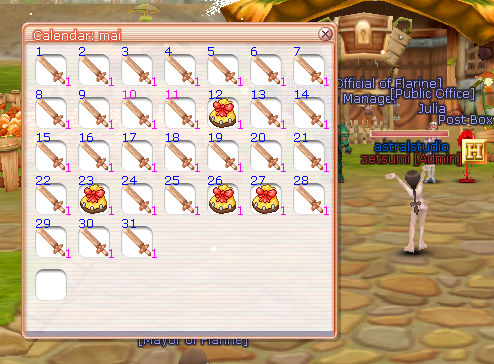 Calendar: mai
1 2 3 4 5 6 7
1 1 1 1 1 1 1
8 9 10 11 12 13 14
1 1 1 1 1 1 1
15 16 17 18 19 20 21
1 1 1 1 1 1 1
22 23 24 25 26 27 28
1 1 1 1 1 1 1
29 30 31
1 1 1
Official of Flarine]
[Public Office]
Manager
Julia
Post Box
astralstudio
zetsumi [Admin]
H
[Mayor of Flarine]